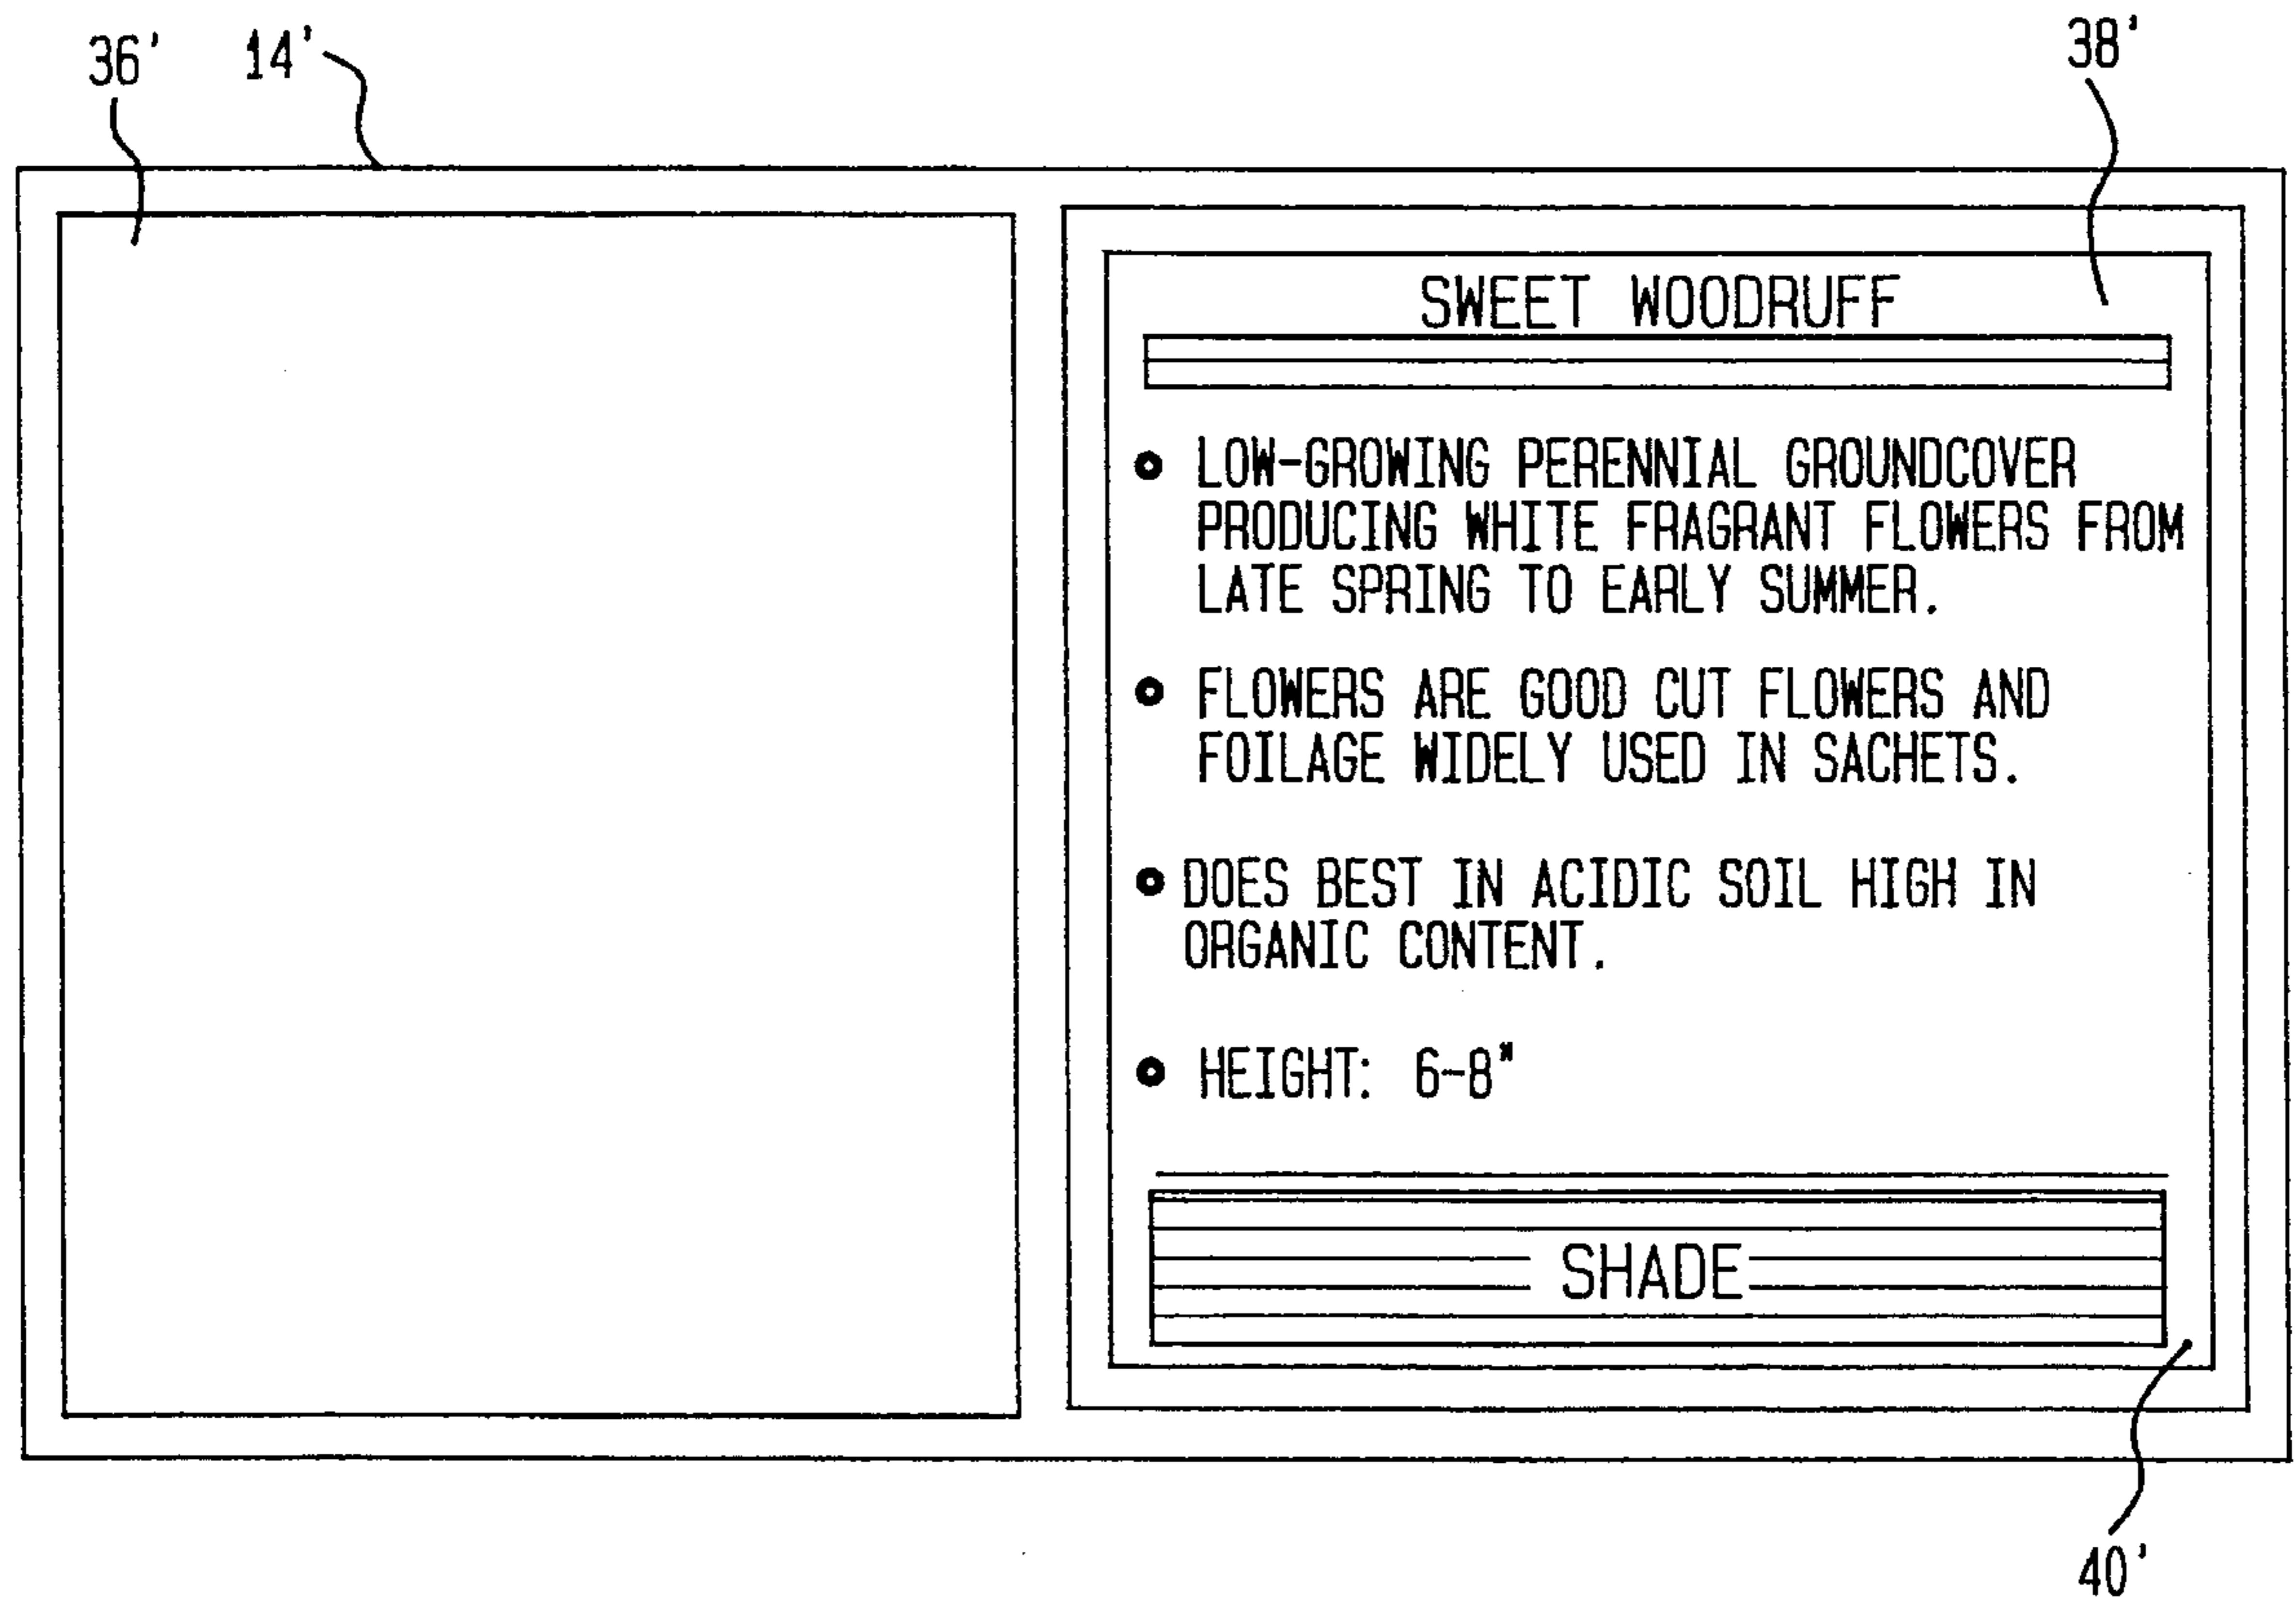 36' 14' 38'
SWEET WOODRUFF
LOW-GROWING PERENNIAL GROUNDCOVER
PRODUCING WHITE FRAGRANT FLOWERS FROM
LATE SPRING TO EARLY SUMMER.
FLOWERS ARE GOOD CUT FLOWERS AND
FOILAGE WIDELY USED IN SACHETS.
DOES BEST IN ACIDIC SOIL HIGH IN
ORGANIC CONTENT.
HEIGHT: 6-8"
SHADE
40'